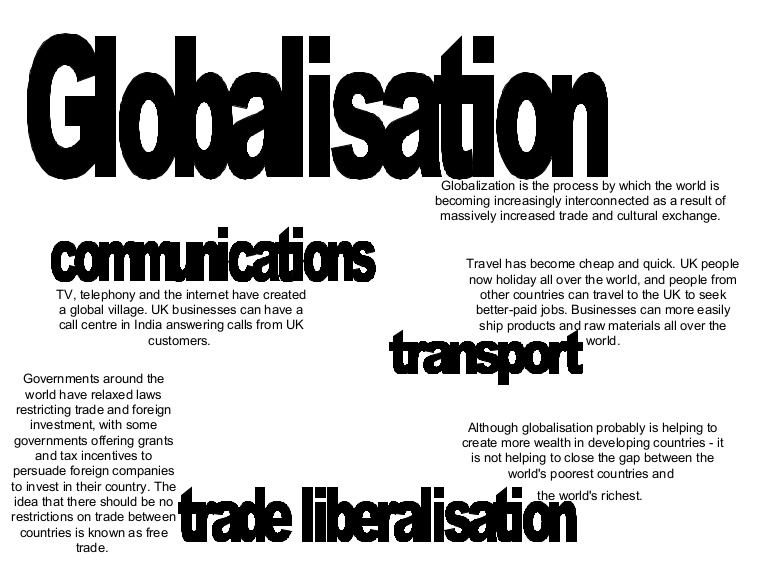 Globalisation
Globalization is the process by which the world is
becoming increasingly interconnected as a result of
massively increased trade and cultural exchange.
communications
TV, telephony and the internet have created
a global village. UK businesses can have a
call centre in India answering calls from UK
customers.
Travel has become cheap and quick. UK people
now holiday all over the world, and people from
other countries can travel to the UK to seek
better-paid jobs. Businesses can more easily
ship products and raw materials all over the
world.
transport
Governments around the
world have relaxed laws
restricting trade and foreign
investment, with some
governments offering grants
and tax incentives to
persuade foreign companies
to invest in their country. The
idea that there should be no
restrictions on trade between
countries is known as free
trade.
Although globalisation probably is helping to
create more wealth in developing countries - it
is not helping to close the gap between the
world's poorest countries and
the world's richest.
trade liberalisation